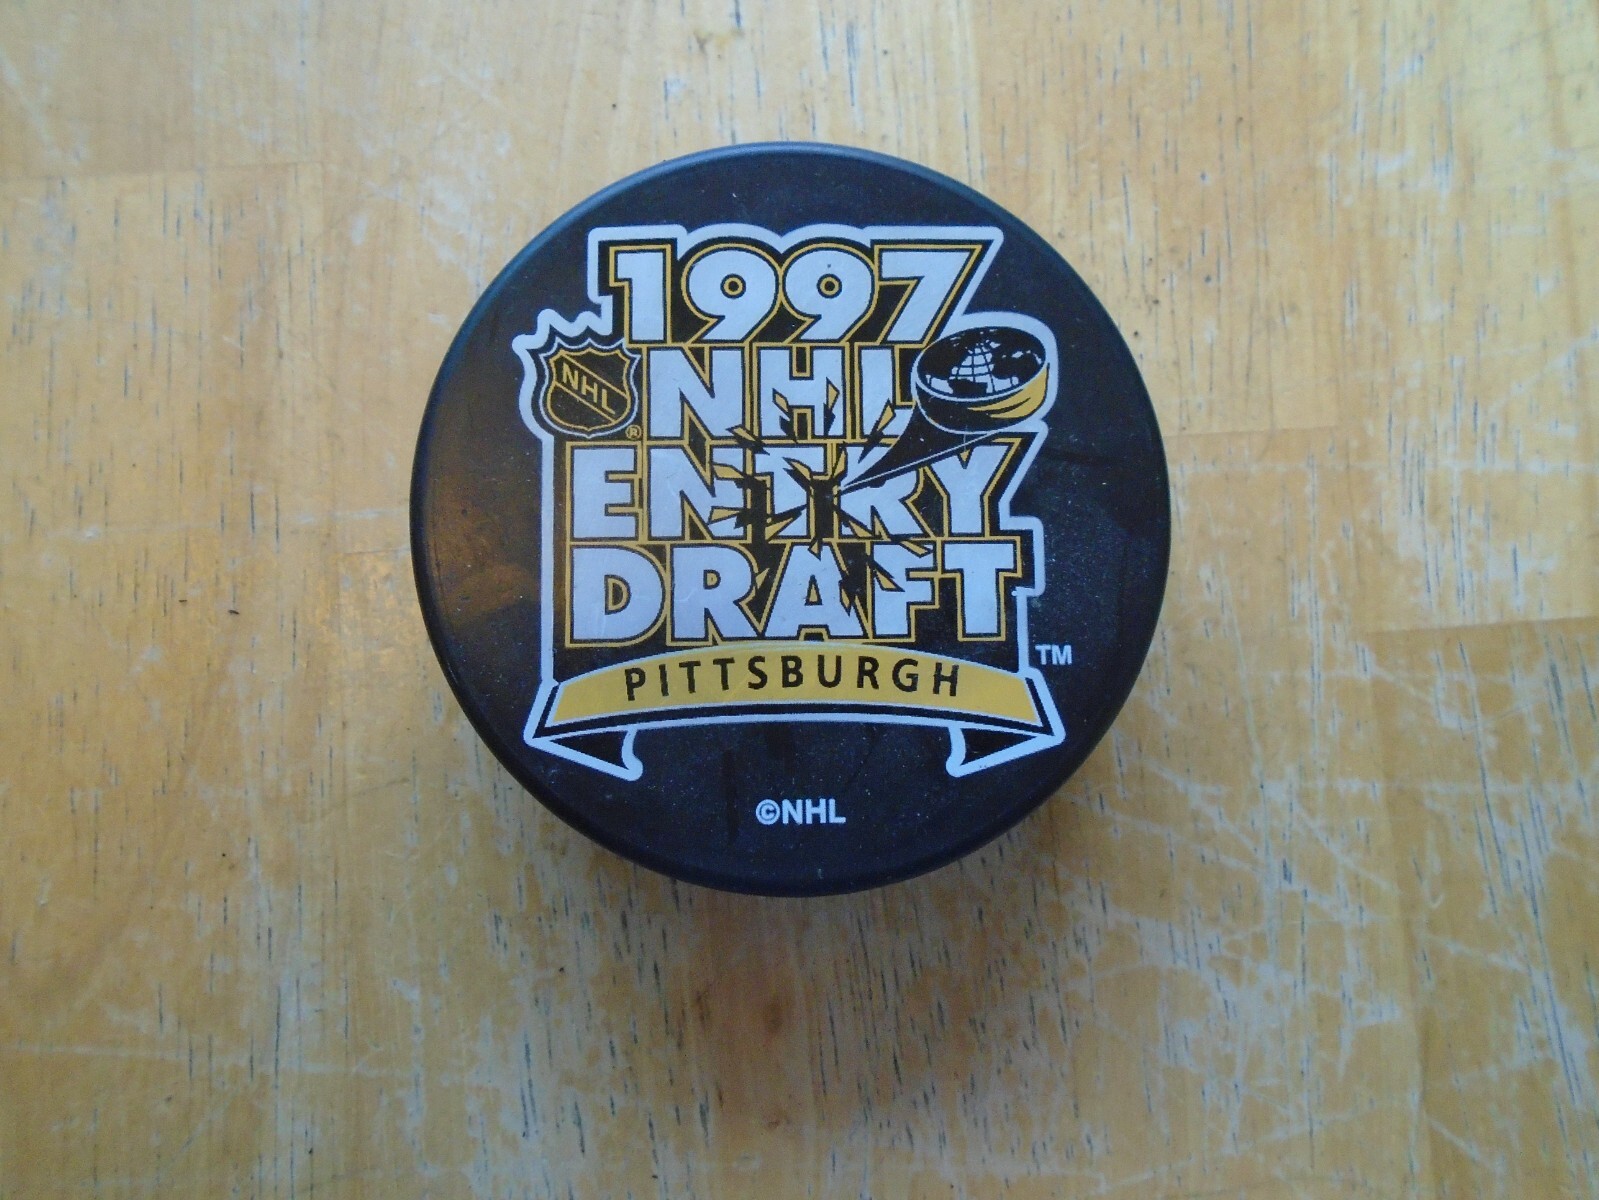 1997
NHL
NHL
®
ENTRY
DRAFT
PITTSBURGH
TM
©NHL